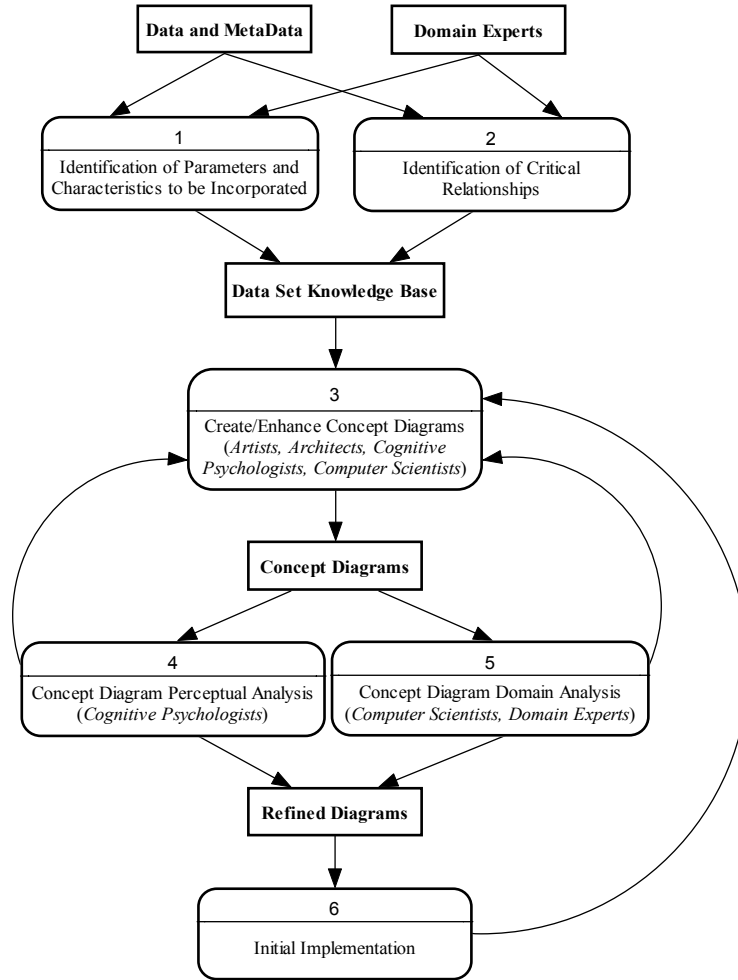 Data and MetaData
Domain Experts
1
Identification of Parameters and
Characteristics to be Incorporated
2
Identification of Critical
Relationships
Data Set Knowledge Base
3
Create/Enhance Concept Diagrams
(Artists, Architects, Cognitive
Psychologists, Computer Scientists)
Concept Diagrams
4
Concept Diagram Perceptual Analysis
(Cognitive Psychologists)
5
Concept Diagram Domain Analysis
(Computer Scientists, Domain Experts)
Refined Diagrams
6
Initial Implementation